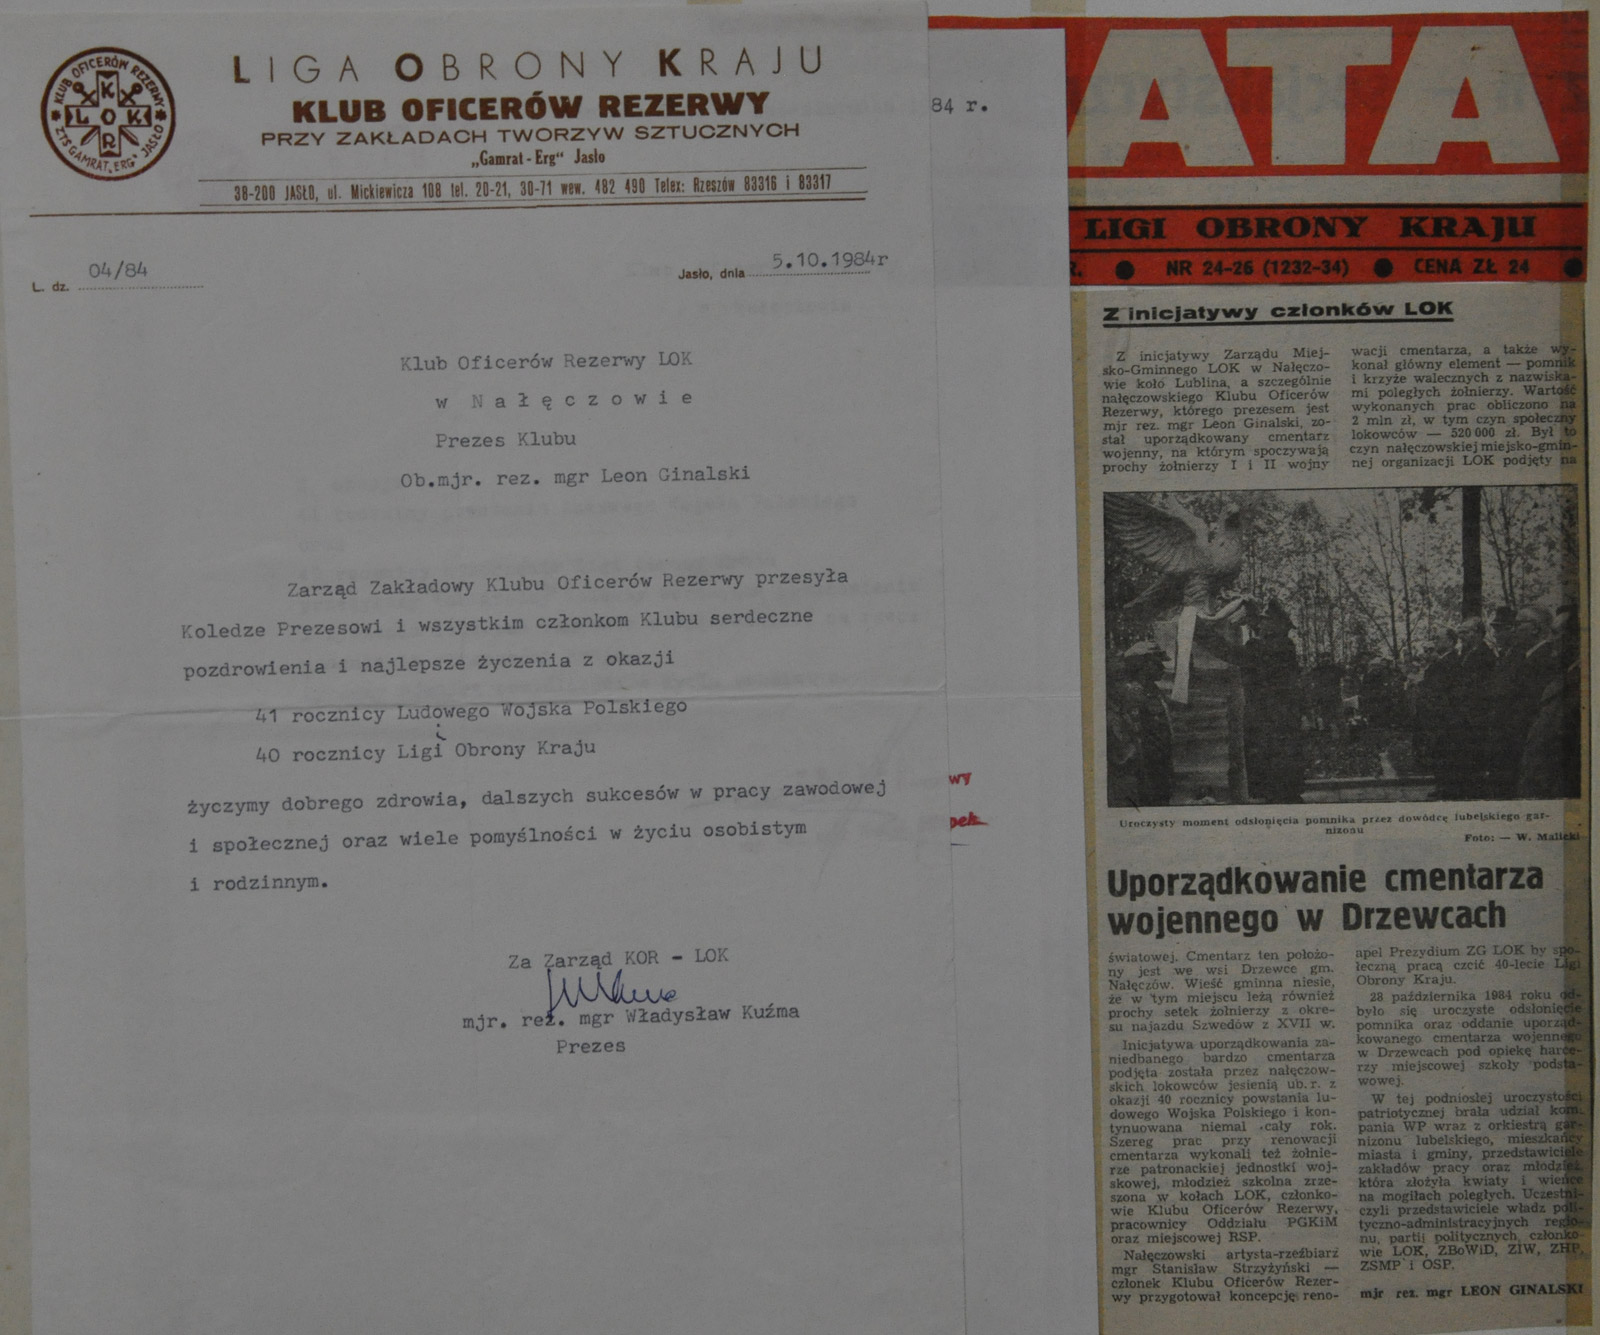 KLUB OFICERÓW REZERWY
ZTS GAMRAT „ERG" JASŁO
K
LOK
R
LIGA OBRONY KRAJU
KLUB OFICERÓW REZERWY
PRZY ZAKŁADACH TWORZYW SZTUCZNYCH
„Gamrat - Erg" Jasło
38-200 JASŁO, ul. Mickiewicza 108 tel. 20-21, 30-71 wew. 482 490 Telex: Rzeszów 83316 i 83317
L. dz. 04/84
Jasło, dnia 5.10.1984r
Klub Oficerów Rezerwy LOK
w Nałęczowie
Prezes Klubu
Ob.mjr. rez. mgr Leon Ginalski
Zarząd Zakładowy Klubu Oficerów Rezerwy przesyła
Koledze Prezesowi i wszystkim członkom Klubu serdeczne
pozdrowienia i najlepsze życzenia z okazji
41 rocznicy Ludowego Wojska Polskiego
i
40 rocznicy Ligi Obrony Kraju
życzymy dobrego zdrowia, dalszych sukcesów w pracy zawodowej
i społecznej oraz wiele pomyślności w życiu osobistym
i rodzinnym.
Za Zarząd KOR - LOK
mjr. rez. mgr Władysław Kuźma
Prezes
84 r.
wy
pek
ATA
LIGI OBRONY KRAJU
R. ● NR 24-26 (1232-34) ● CENA ZŁ 24 ●
Z inicjatywy członków LOK
Z inicjatywy Zarządu Miej-
sko-Gminnego LOK w Nałęczo-
wie koło Lublina, a szczególnie
nałęczowskiego Klubu Oficerów
Rezerwy, którego prezesem jest
mjr rez. mgr Leon Ginalski, zo-
stał uporządkowany cmentarz
wojenny, na którym spoczywają
prochy żołnierzy I i II wojny
wacji cmentarza, a także wy-
konał główny element — pomnik
i krzyże walecznych z nazwiska-
mi poległych żołnierzy. Wartość
wykonanych prac obliczono na
2 mln zł, w tym czyn społeczny
lokowców — 520 000 zł. Był to
czyn nałęczowskiej miejsko-gmin-
nej organizacji LOK podjęty na
Uroczysty moment odsłonięcia pomnika przez dowódcę lubelskiego gar-
nizonu
Foto: — W. Malicki
Uporządkowanie cmentarza
wojennego w Drzewcach
światowej. Cmentarz ten położo-
ny jest we wsi Drzewce gm.
Nałęczów. Wieść gminna niesie,
że w tym miejscu leżą również
prochy setek żołnierzy z okre-
su najazdu Szwedów z XVII w.
Inicjatywa uporządkowania za-
niedbanego bardzo cmentarza
podjęta została przez nałęczow-
skich lokowców jesienią ub. r. z
okazji 40 rocznicy powstania lu-
dowego Wojska Polskiego i kon-
tynuowana niemal cały rok.
Szereg prac przy renowacji
cmentarza wykonali też żołnie-
rze patronackiej jednostki woj-
skowej, młodzież szkolna zrze-
szona w kołach LOK, członko-
wie Klubu Oficerów Rezerwy,
pracownicy Oddziału PGKiM
oraz miejscowej RSP.
Nałęczowski artysta-rzeźbiarz
mgr Stanisław Strzyżyński —
członek Klubu Oficerów Rezer-
wy przygotował koncepcję reno-
apel Prezydium ZG LOK by spo-
łeczną pracą czcić 40-lecie Ligi
Obrony Kraju.
28 października 1984 roku od-
było się uroczyste odsłonięcie
pomnika oraz oddanie uporząd-
kowanego cmentarza wojennego
w Drzewcach pod opiekę harce-
rzy miejscowej szkoły podsta-
wowej.
W tej podniosłej uroczystości
patriotycznej brała udział kom-
pania WP wraz z orkiestrą gar-
nizonu lubelskiego, mieszkańcy
miasta i gminy, przedstawiciele
zakładów pracy oraz młodzież,
która złożyła kwiaty i wieńce
na mogiłach poległych. Uczestni-
czyli przedstawiciele władz poli-
tyczno-administracyjnych regio-
nu, partii politycznych, członko-
wie LOK, ZBoWiD, ZIW, ZHP,
ZSMP i OSP.
mjr rez. mgr LEON GINALSKI